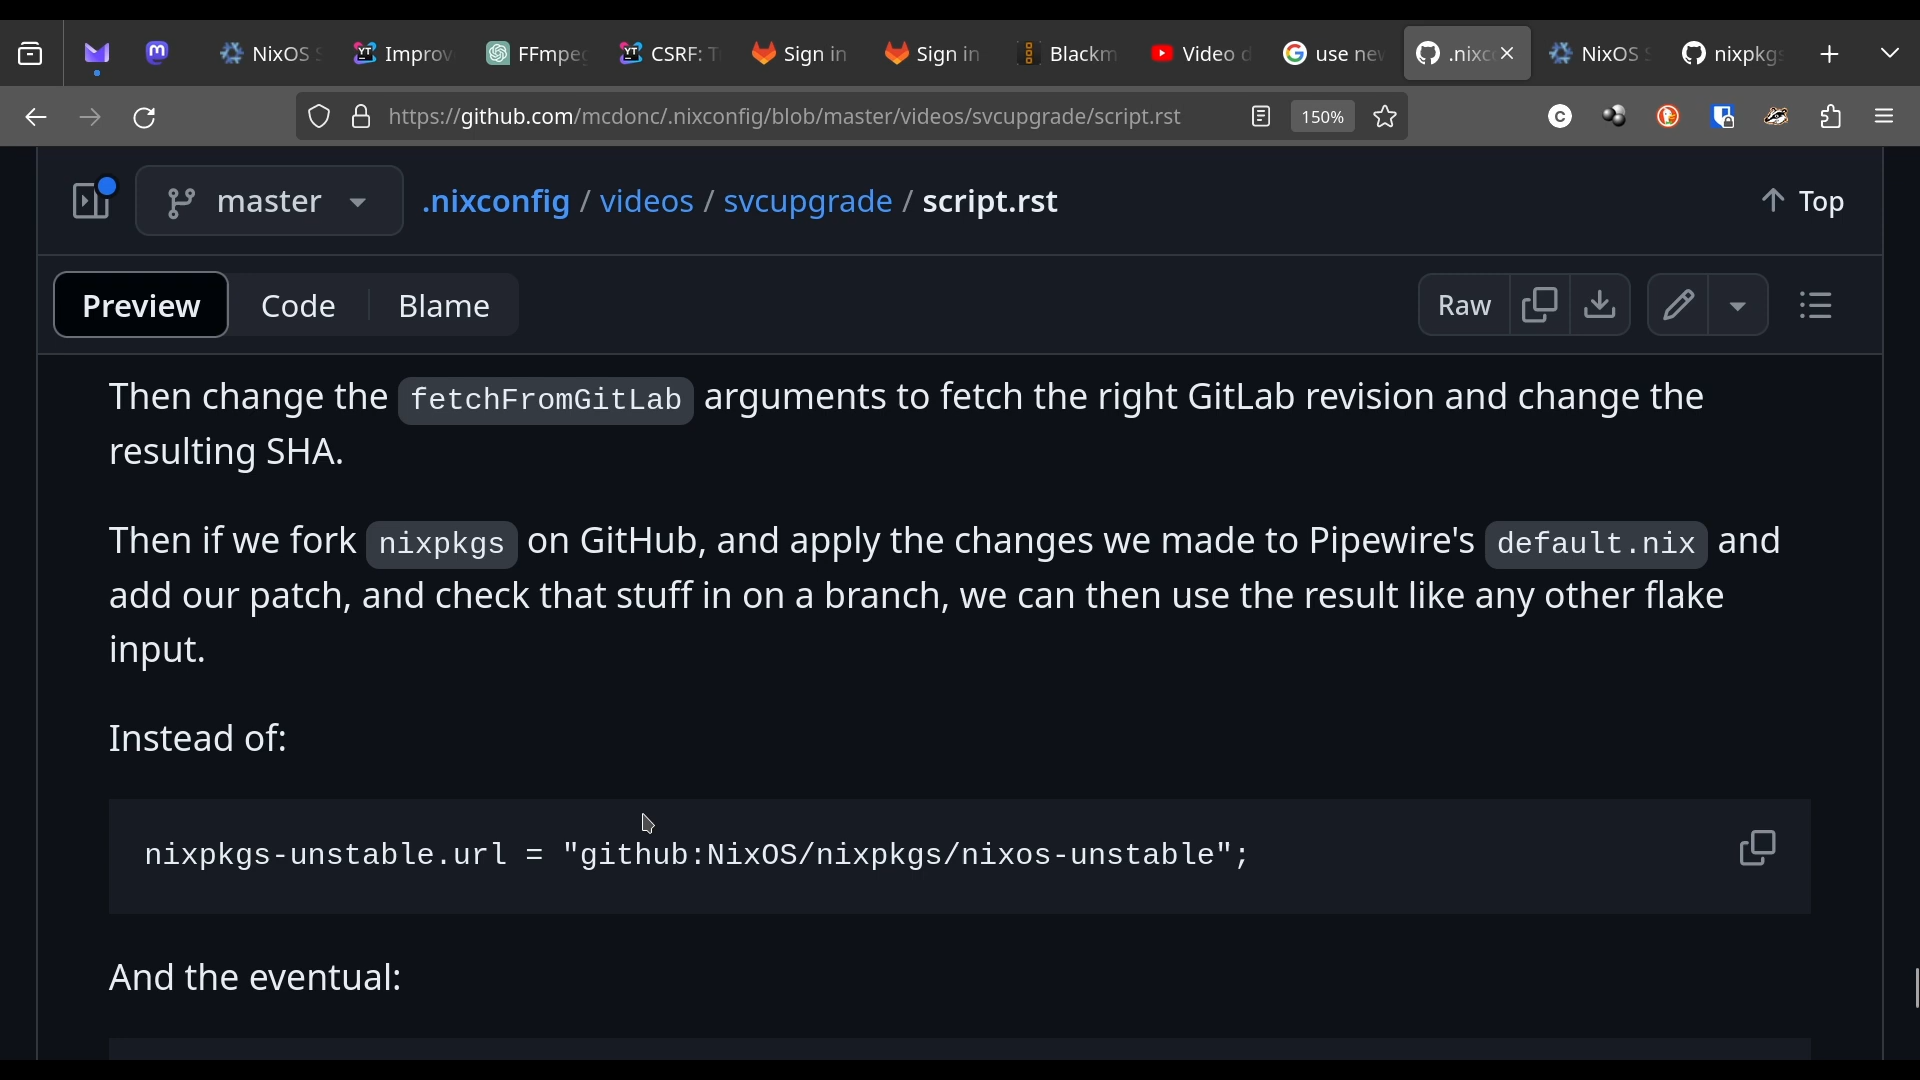 NixOS S
Improv
FFmpeg
CSRF: T
Sign in
Sign in
Blackm
Video d
use nev
.nixc
NixOS S
nixpkgs
https://github.com/mcdonc/.nixconfig/blob/master/videos/svcupgrade/script.rst
150%
master
.nixconfig / videos / svcupgrade / script.rst
Top
Preview
Code
Blame
Raw
Then change the fetchFromGitLab arguments to fetch the right GitLab revision and change the
resulting SHA.
Then if we fork nixpkgs on GitHub, and apply the changes we made to Pipewire's default.nix and
add our patch, and check that stuff in on a branch, we can then use the result like any other flake
input.
Instead of:
nixpkgs-unstable.url = "github:NixOS/nixpkgs/nixos-unstable";
And the eventual: